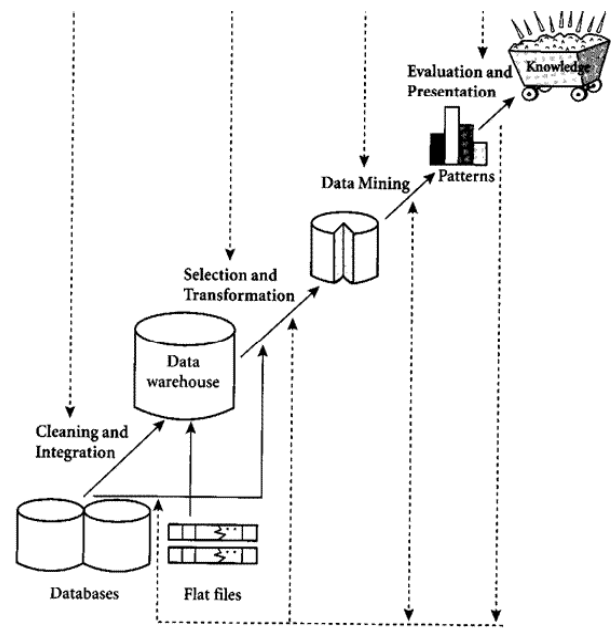 Evaluation and
Presentation
Knowledge
Patterns
Data Mining
Selection and
Transformation
Data
warehouse
Cleaning and
Integration
Databases
Flat files